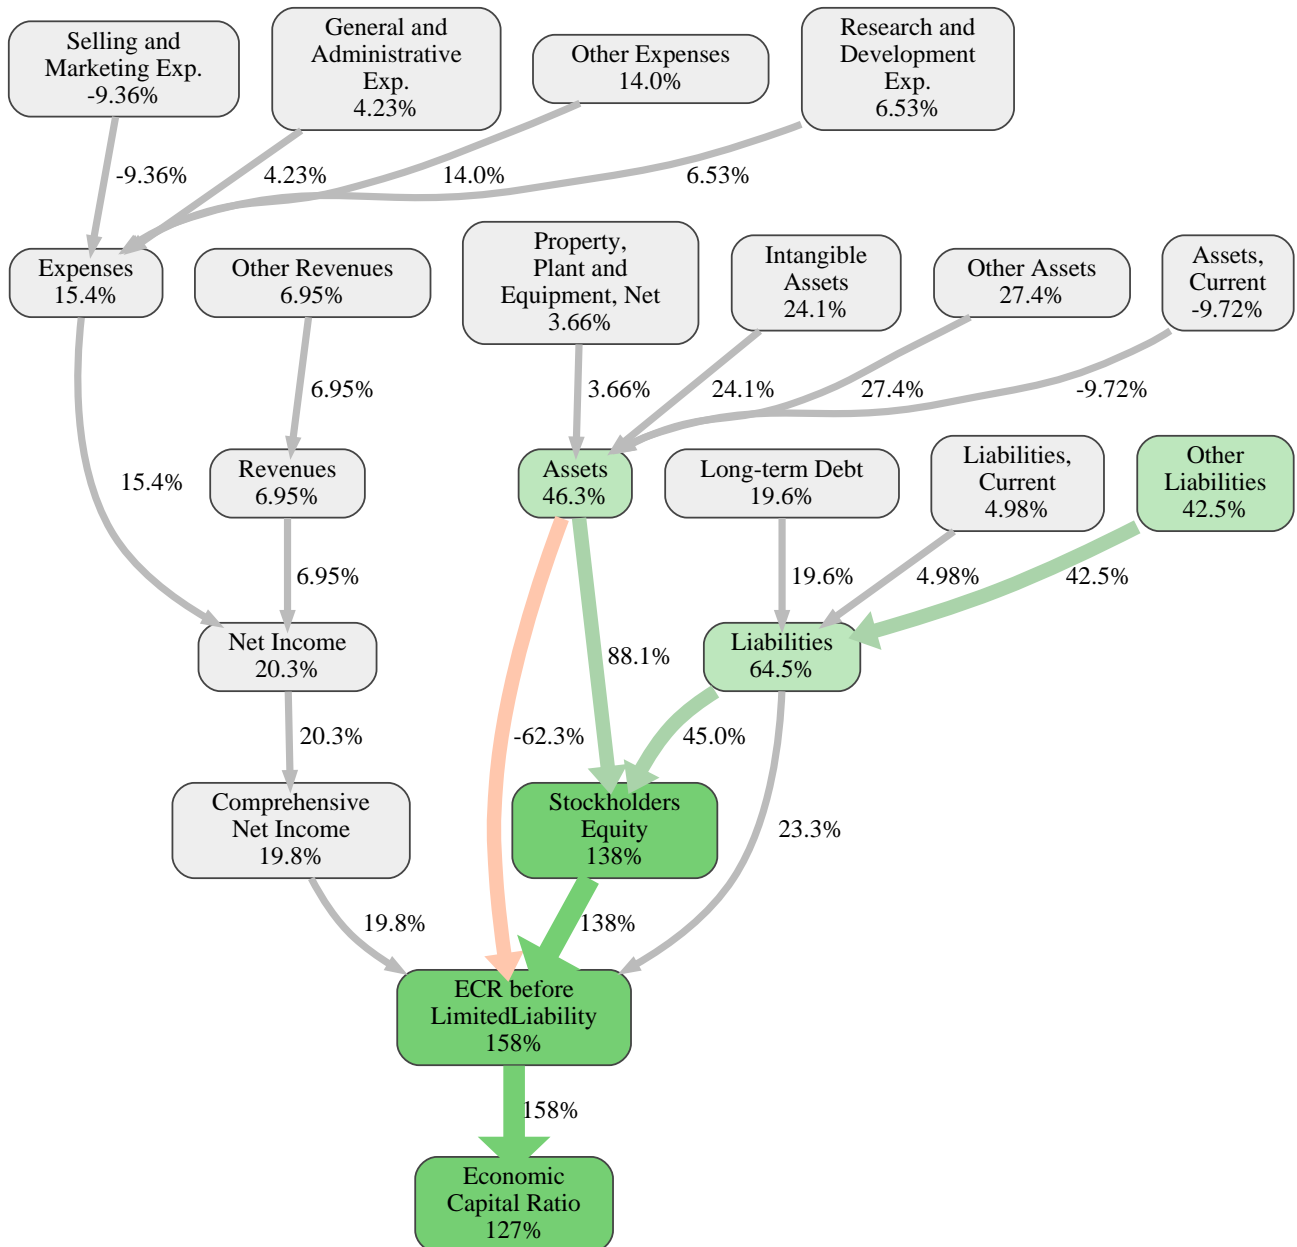 Selling and
Marketing Exp.
-9.36%
General and
Administrative
Exp.
4.23%
Other Expenses
14.0%
Research and
Development
Exp.
6.53%
-9.36%
4.23%
14.0%
6.53%
Expenses
15.4%
Other Revenues
6.95%
Property,
Plant and
Equipment, Net
3.66%
Intangible
Assets
24.1%
Other Assets
27.4%
Assets,
Current
-9.72%
6.95%
3.66%
24.1%
27.4%
-9.72%
15.4%
Revenues
6.95%
Assets
46.3%
Long-term Debt
19.6%
Liabilities,
Current
4.98%
Other
Liabilities
42.5%
6.95%
19.6%
4.98%
42.5%
Net Income
20.3%
88.1%
Liabilities
64.5%
20.3%
-62.3%
45.0%
Comprehensive
Net Income
19.8%
Stockholders
Equity
138%
23.3%
19.8%
138%
ECR before
LimitedLiability
158%
158%
Economic
Capital Ratio
127%